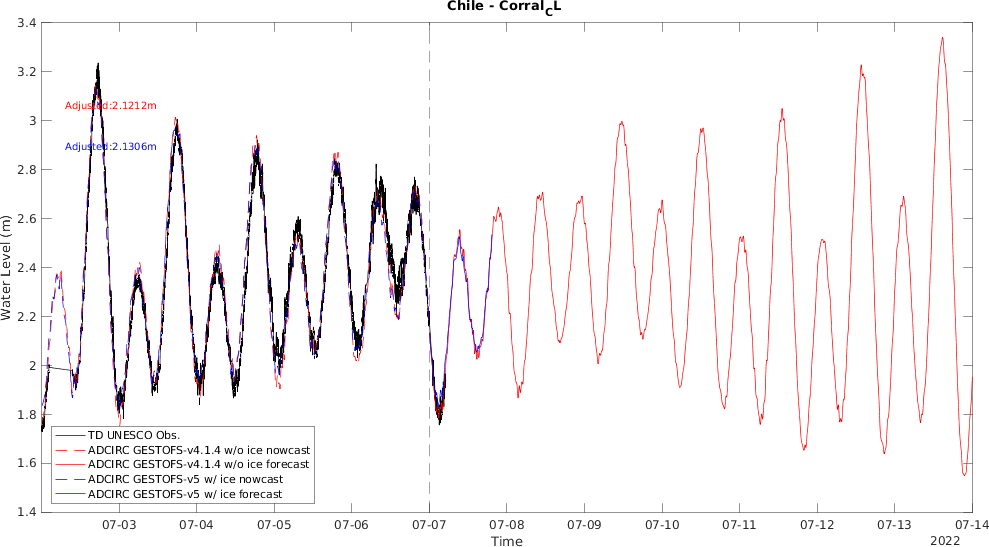 Chile - Corral_CL
3.4
3.2
3
2.8
2.6
2.4
2.2
2
1.8
1.6
1.4
Water Level (m)
Adjusted:2.1212m
Adjusted:2.1306m
TD UNESCO Obs.
ADCIRC GESTOFS-v4.1.4 w/o ice nowcast
ADCIRC GESTOFS-v4.1.4 w/o ice forecast
ADCIRC GESTOFS-v5 w/ ice nowcast
ADCIRC GESTOFS-v5 w/ ice forecast
07-03 07-04 07-05 07-06 07-07 07-08 07-09 07-10 07-11 07-12 07-13 07-14
Time
2022